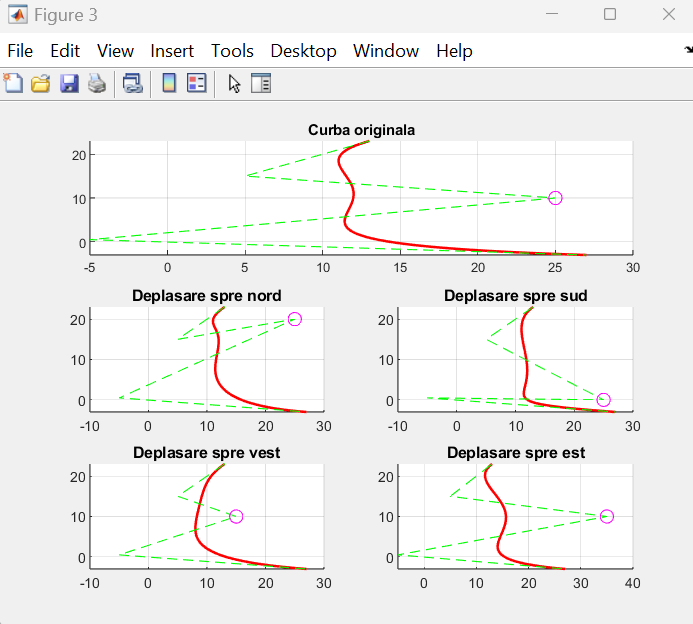 Figure 3
File Edit View Insert Tools Desktop Window Help
Curba originala
20
10
0
-5 0 5 10 15 20 25 30
Deplasare spre nord Deplasare spre sud
20 20
10 10
0 0
-10 0 10 20 30 -10 0 10 20 30
Deplasare spre vest Deplasare spre est
20 20
10 10
0 0
-10 0 10 20 30 0 10 20 30 40